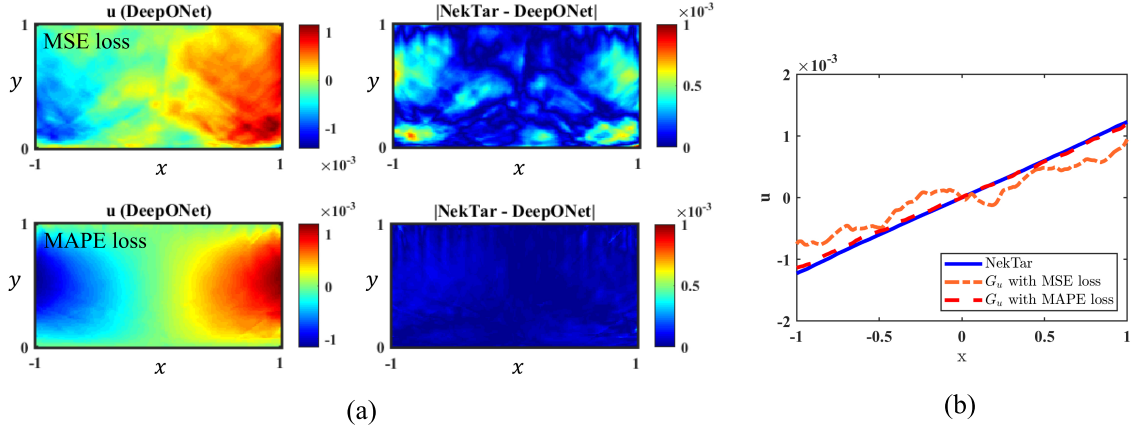 u (DeepONet)
|NekTar - DeepONet|
×10⁻³
1
MSE loss
y
0
-1
x
1
1
0
-1
×10⁻³
1
y
0
-1
x
1
1
0.5
0
u (DeepONet)
×10⁻³
|NekTar - DeepONet|
×10⁻³
1
MAPE loss
y
0
-1
x
1
1
0
-1
1
y
0
-1
x
1
1
0.5
0
(a)
×10⁻³
2
1
0
-1
-2
u
-1
-0.5
0
0.5
1
x
NekTar
Gᵤ with MSE loss
Gᵤ with MAPE loss
(b)